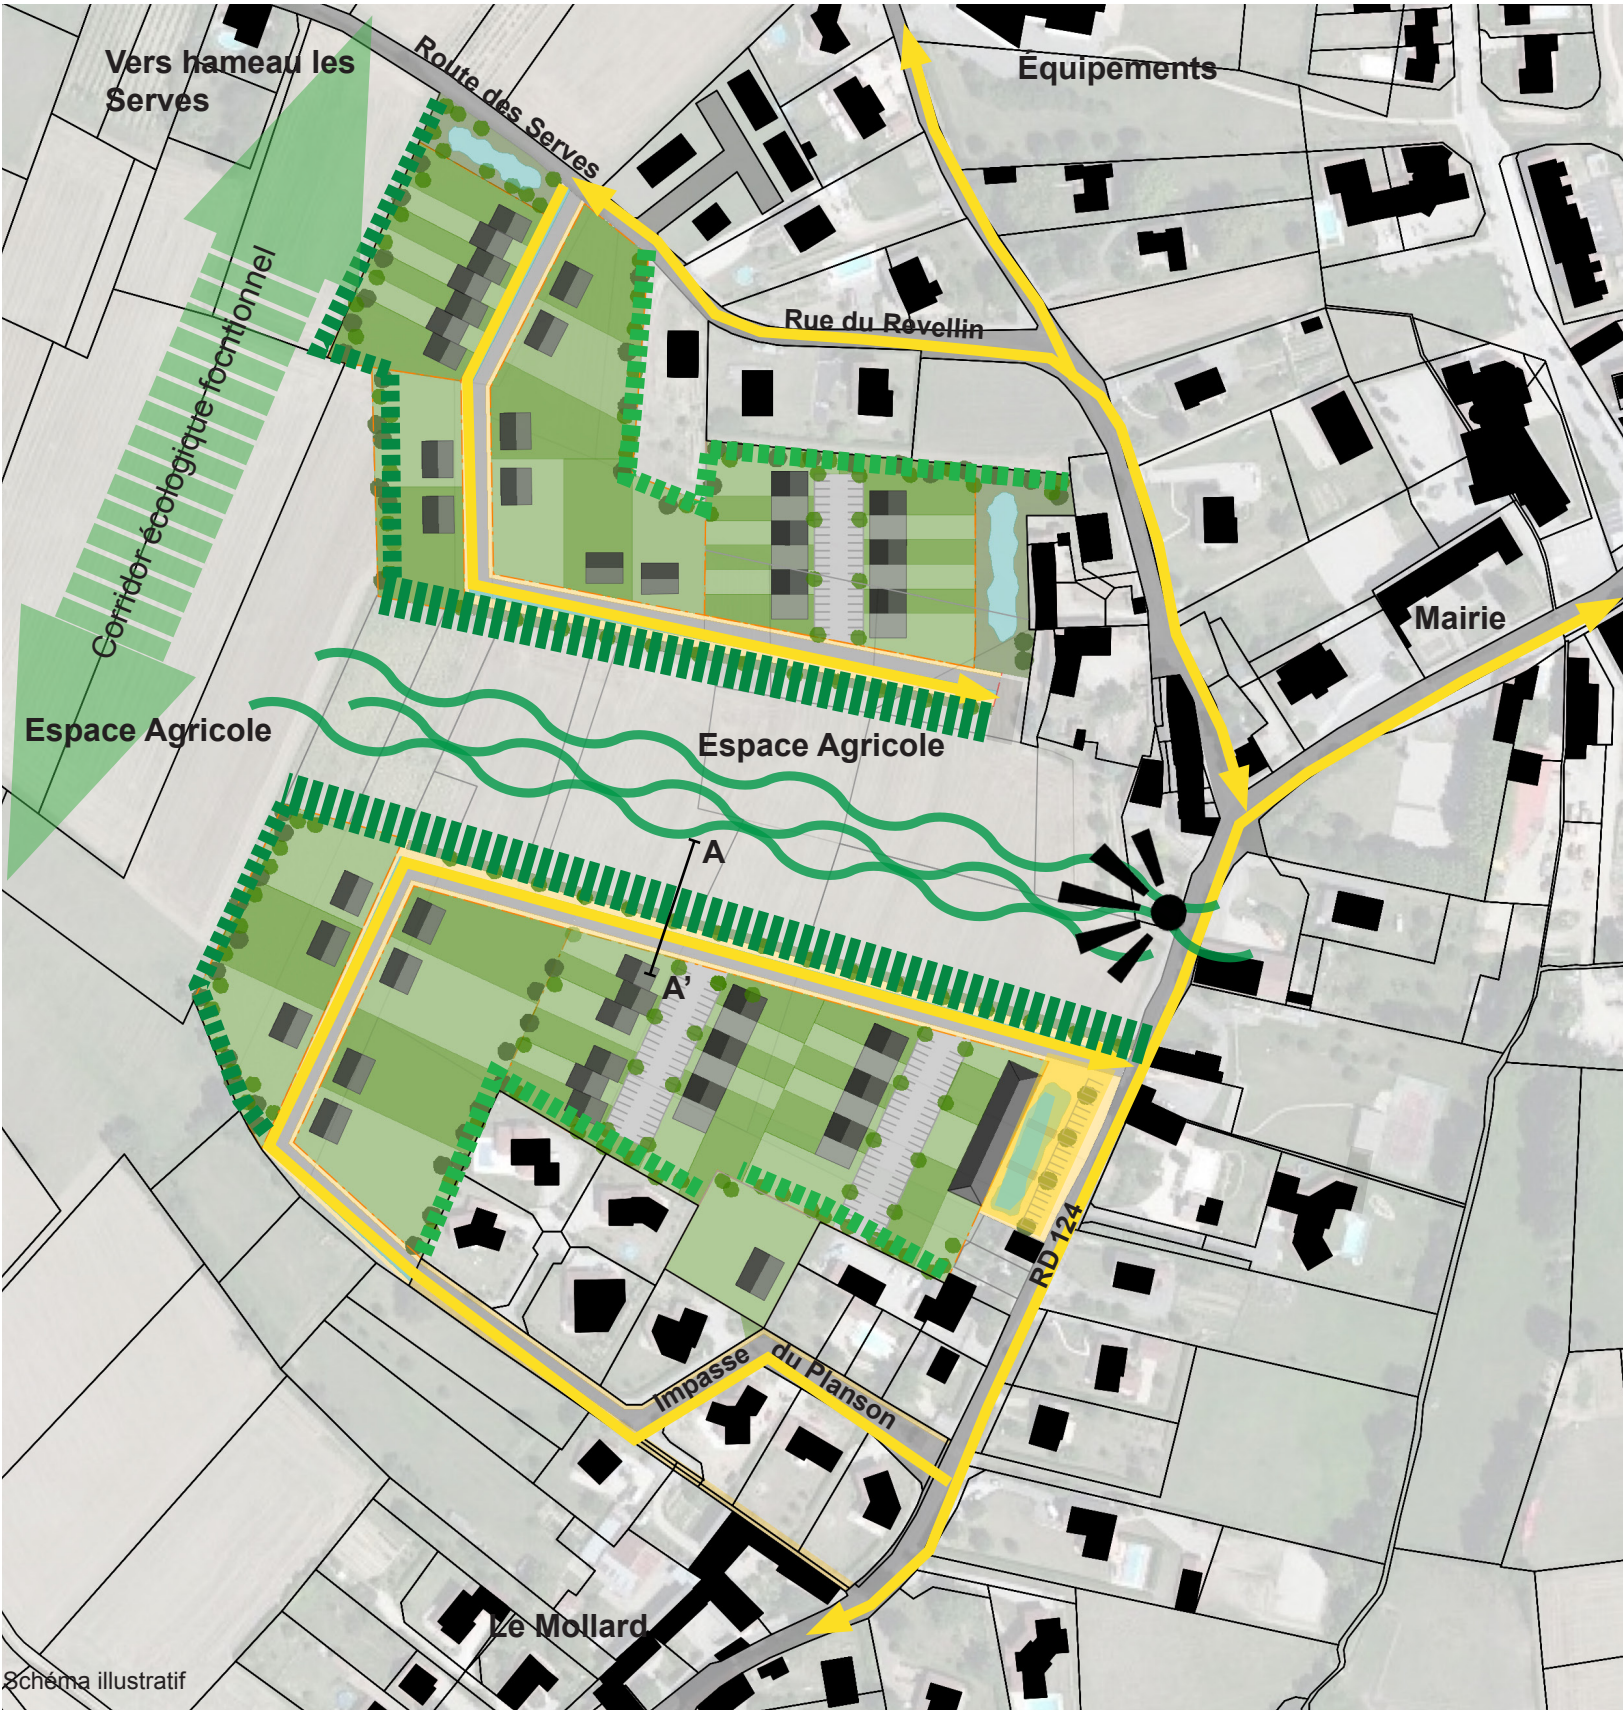 Vers hameau les
Serves
Route des Serves
Équipements
Corridor écologique focntionnel
Rue du Revellin
Mairie
Espace Agricole
Espace Agricole
A
A'
RD 124
Impasse du Planson
Le Mollard
Schéma illustratif